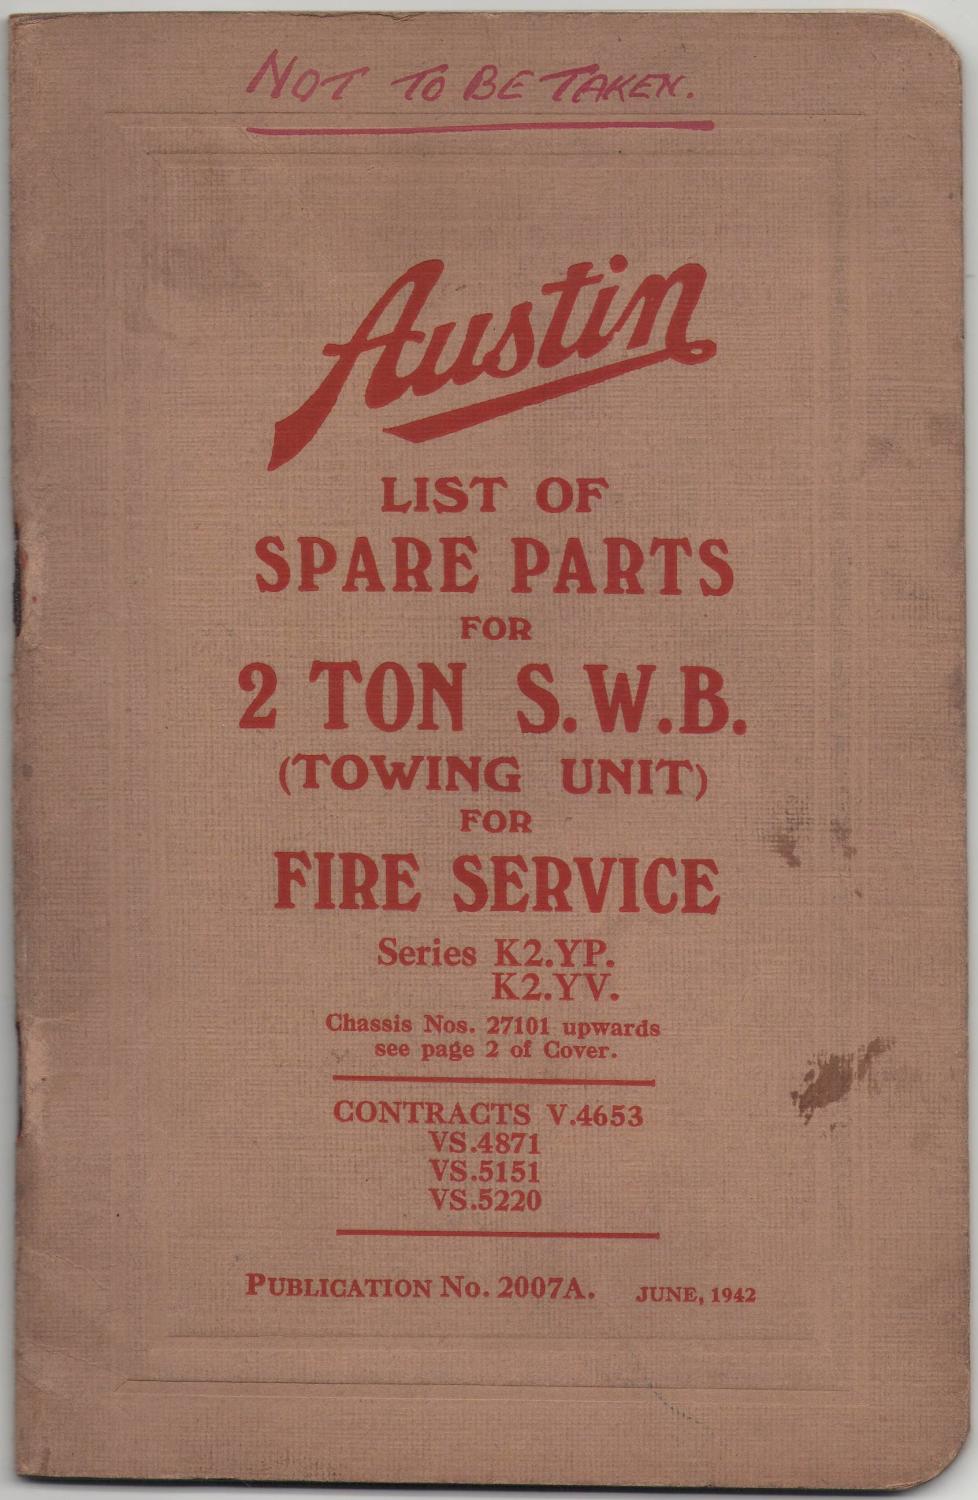 NOT TO BE TAKEN.
Austin
LIST OF
SPARE PARTS
FOR
2 TON S.W.B.
(TOWING UNIT)
FOR
FIRE SERVICE
Series K2.YP.
K2.YV.
Chassis Nos. 27101 upwards
see page 2 of Cover.
CONTRACTS V.4653
VS.4871
VS.5151
VS.5220
PUBLICATION No. 2007A. JUNE, 1942